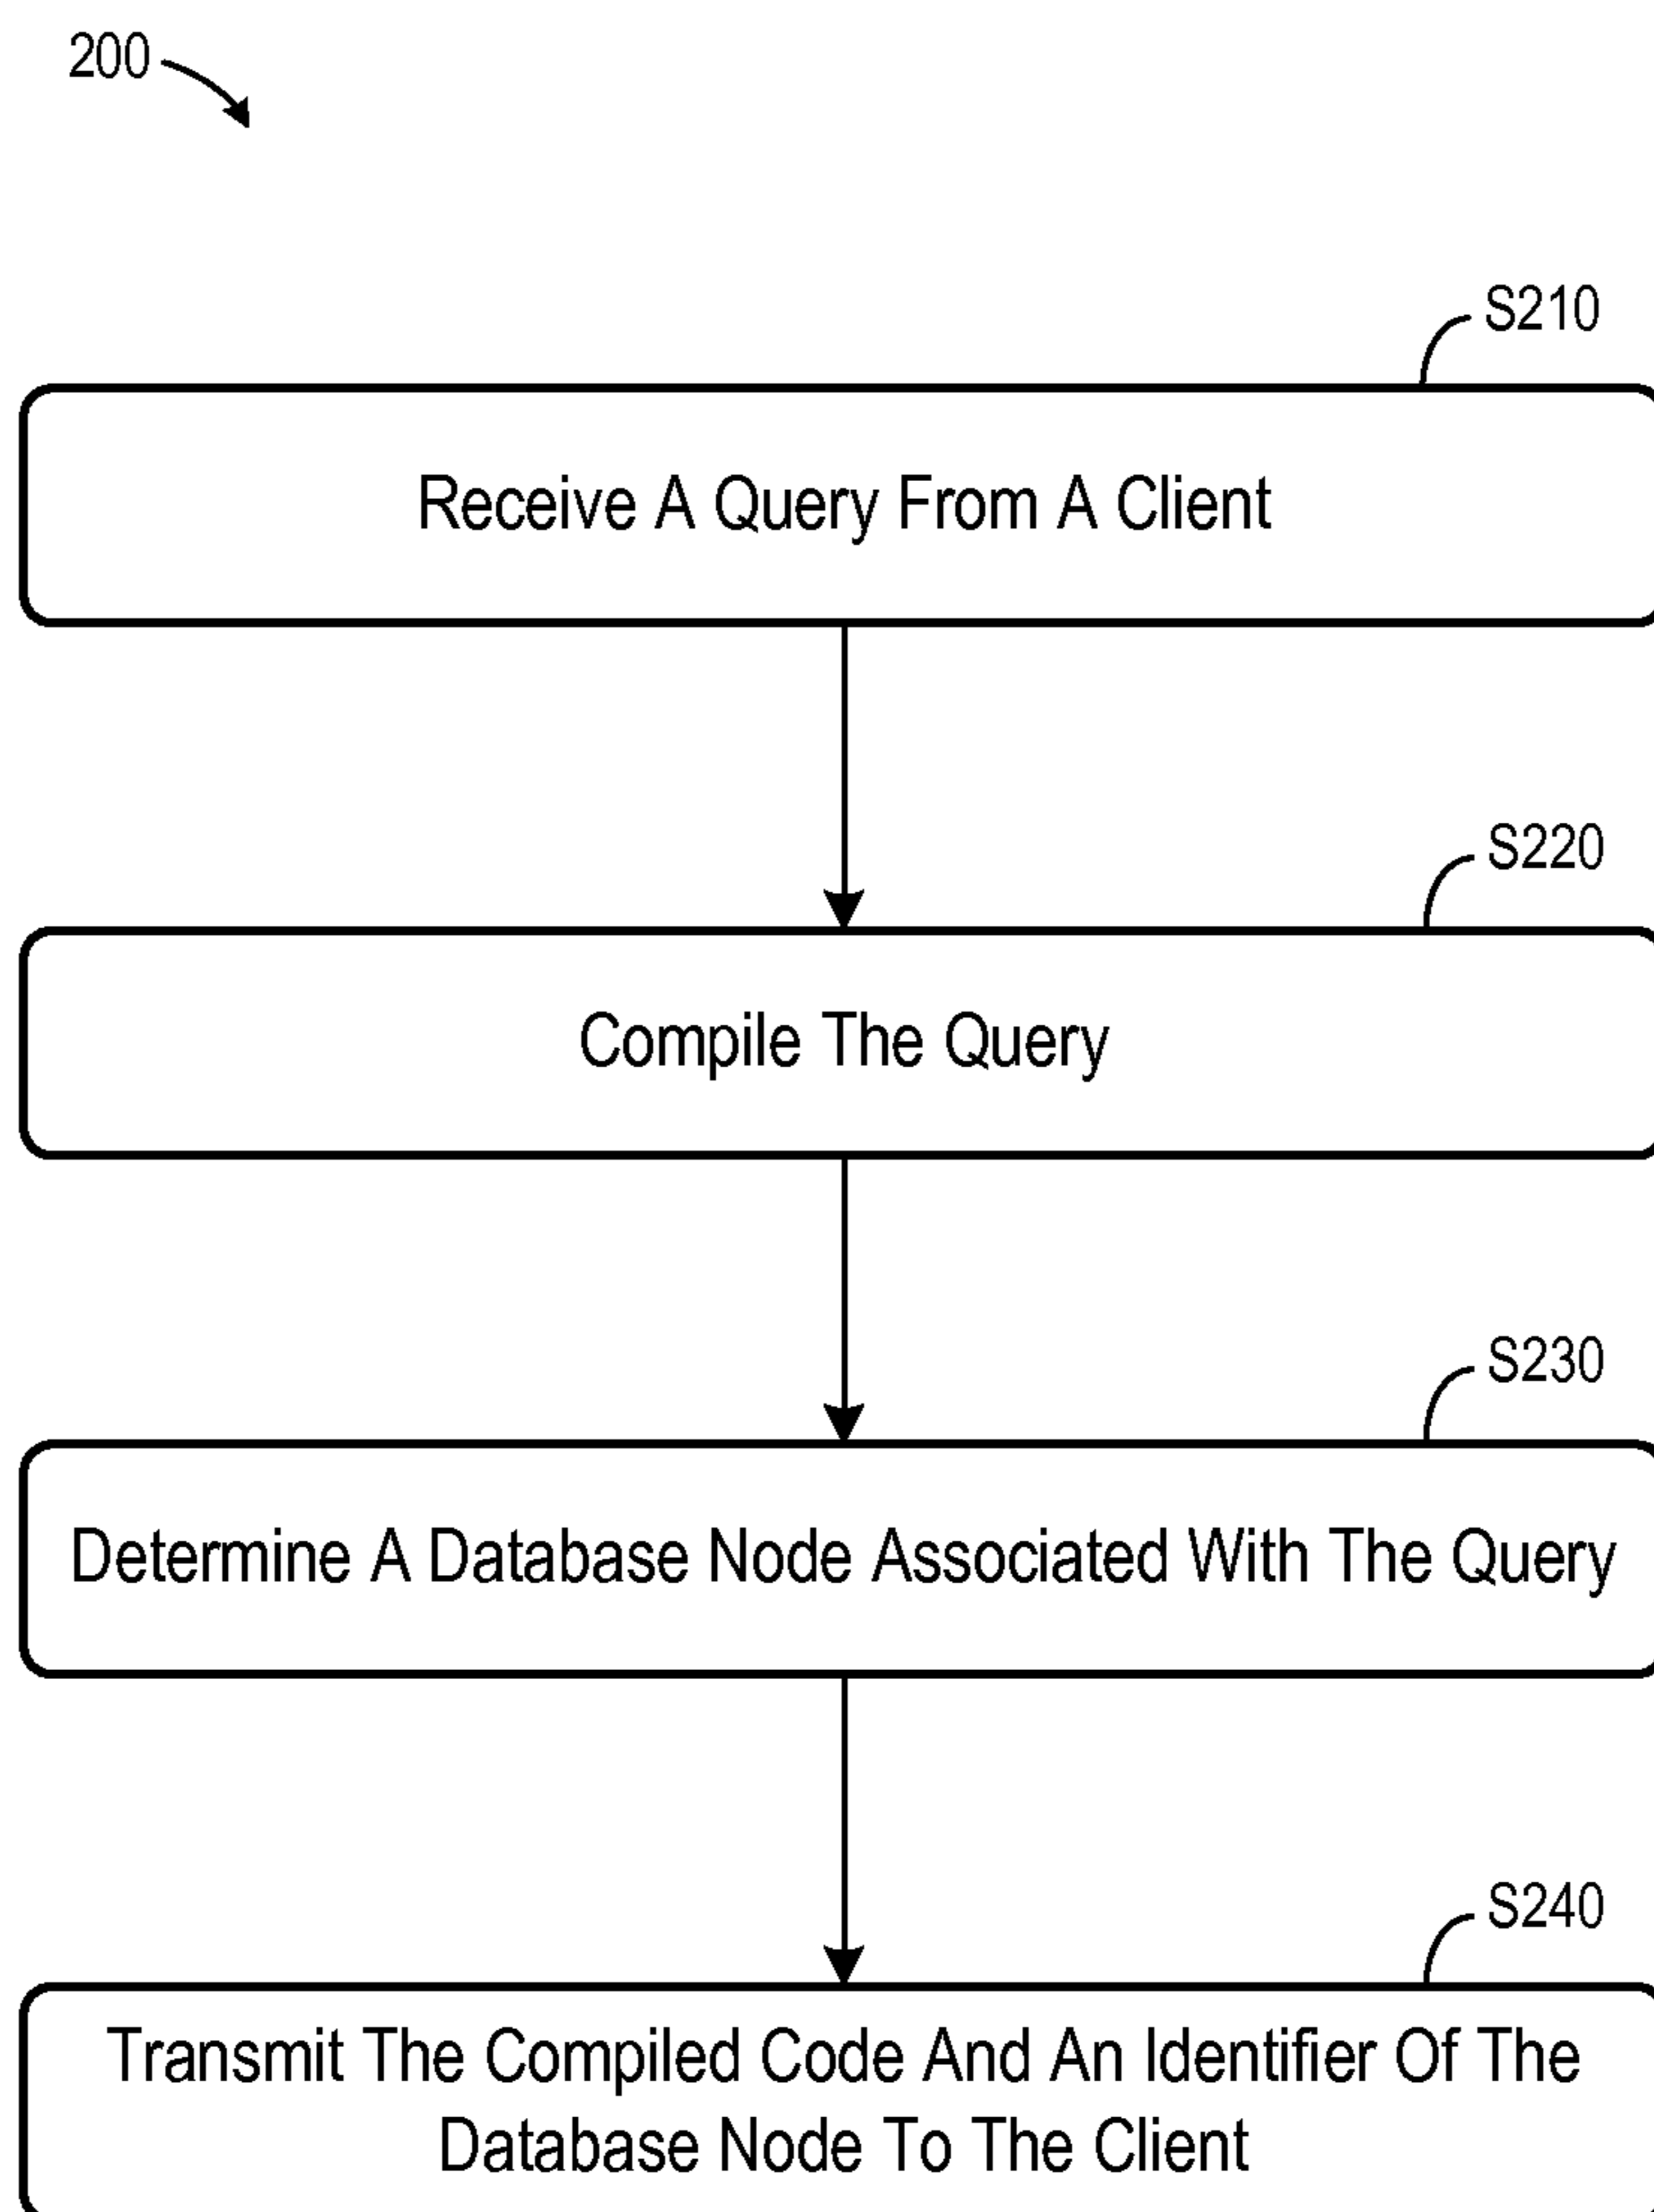 200
S210
Receive A Query From A Client
S220
Compile The Query
S230
Determine A Database Node Associated With The Query
S240
Transmit The Compiled Code And An Identifier Of The
Database Node To The Client